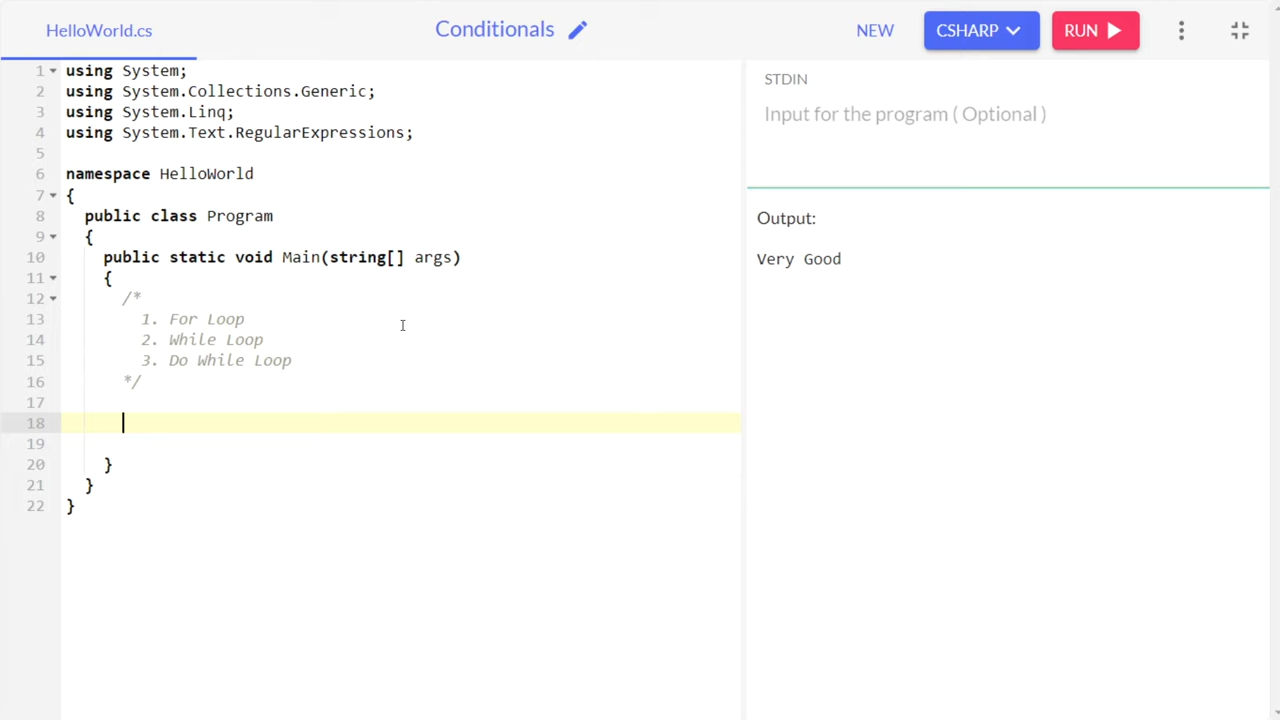 HelloWorld.cs
Conditionals
NEW
CSHARP
RUN
1 using System;
2 using System.Collections.Generic;
3 using System.Linq;
4 using System.Text.RegularExpressions;
5
6 namespace HelloWorld
7 {
8 public class Program
9 {
10 public static void Main(string[] args)
11 {
12 /*
13 1. For Loop
14 2. While Loop
15 3. Do While Loop
16 */
17
18
19
20 }
21 }
22 }
STDIN
Input for the program ( Optional )
Output:
Very Good